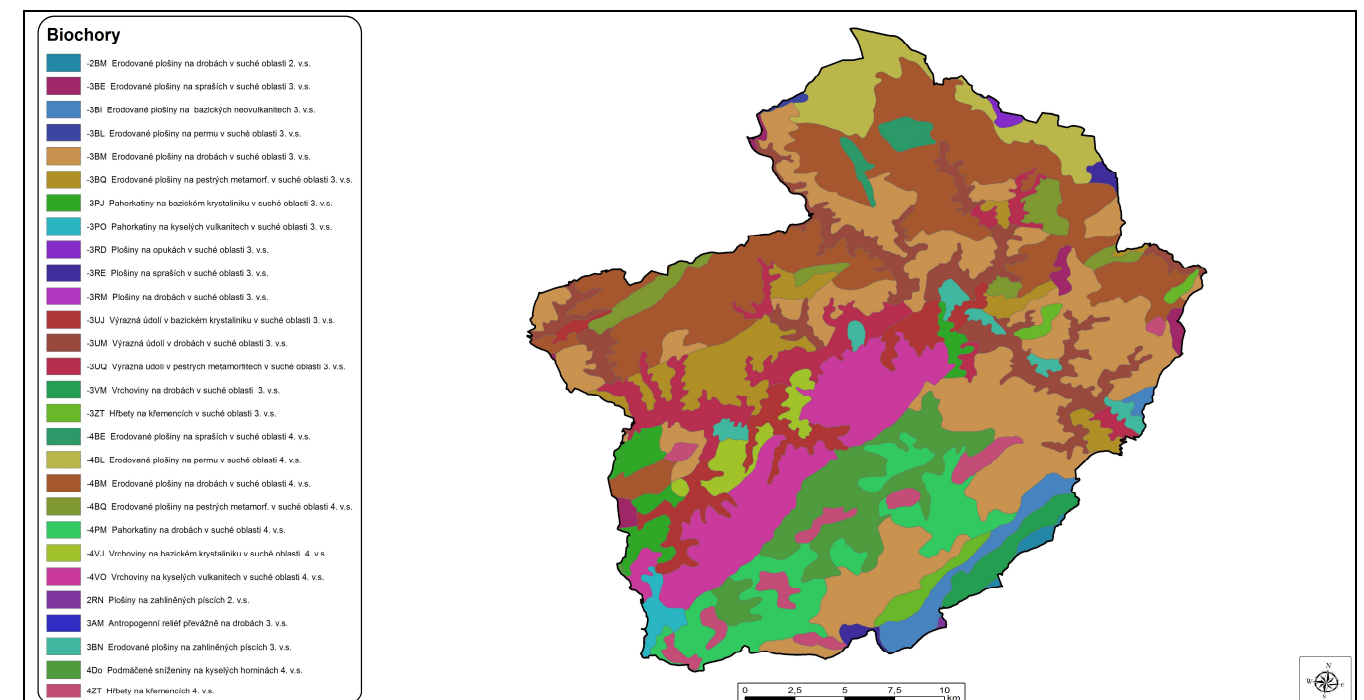 Biochory
-2BM Erodované plošiny na drobách v suché oblasti 2. v.s.
-3BE Erodované plošiny na spraších v suché oblasti 3. v.s.
-3BI Erodované plošiny na bazických neovulkanitech 3. v.s.
-3BL Erodované plošiny na permu v suché oblasti 3. v.s.
-3BM Erodované plošiny na drobách v suché oblasti 3. v.s.
-3BQ Erodované plošiny na pestrých metamorf. v suché oblasti 3. v.s.
-3PJ Pahorkatiny na bazickém krystaliniku v suché oblasti 3. v.s.
-3PO Pahorkatiny na kyselých vulkanitech v suché oblasti 3. v.s.
-3RD Plošiny na opukách v suché oblasti 3. v.s.
-3RE Plošiny na spraších v suché oblasti 3. v.s.
-3RM Plošiny na drobách v suché oblasti 3. v.s.
-3UJ Výrazná údolí v bazickém krystaliniku v suché oblasti 3. v.s.
-3UM Výrazná údolí v drobách v suché oblasti 3. v.s.
-3UQ Výrazná údolí v pestrých metamorfitech v suché oblasti 3. v.s.
-3VM Vrchoviny na drobách v suché oblasti 3. v.s.
-3ZT Hřbety na křemencích v suché oblasti 3. v.s.
-4BE Erodované plošiny na spraších v suché oblasti 4. v.s.
-4BL Erodované plošiny na permu v suché oblasti 4. v.s.
-4BM Erodované plošiny na drobách v suché oblasti 4. v.s.
-4BQ Erodované plošiny na pestrých metamorf. v suché oblasti 4. v.s.
-4PM Pahorkatiny na drobách v suché oblasti 4. v.s.
-4VJ Vrchoviny na bazickém krystaliniku v suché oblasti 4. v.s.
-4VO Vrchoviny na kyselých vulkanitech v suché oblasti 4. v.s.
2RN Plošiny na zahliněných píscích 2. v.s.
3AM Antropogenní reliéf převážně na drobách 3. v.s.
3BN Erodované plošiny na zahliněných píscích 3. v.s.
4Do Podmáčené sníženiny na kyselých horninách 4. v.s.
4ZT Hřbety na křemencích 4. v.s.
0 2,5 5 7,5 10
km
N
W E
S